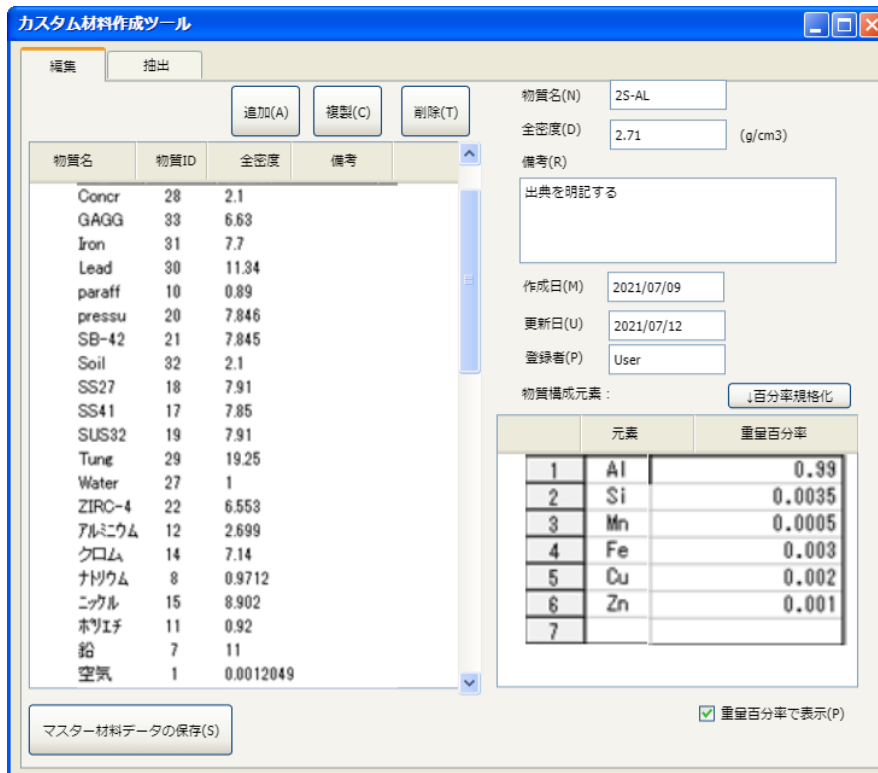 カスタム材料作成ツール
編集 抽出
追加(A) 複製(C) 削除(T)
物質名 物質ID 全密度 備考
Concr 28 2.1
GAGG 33 6.63
Iron 31 7.7
Lead 30 11.34
paraff 10 0.89
pressu 20 7.846
SB-42 21 7.845
Soil 32 2.1
SS27 18 7.91
SS41 17 7.85
SUS32 19 7.91
Tung 29 19.25
Water 27 1
ZIRC-4 22 6.553
アルミニウム 12 2.699
クロム 14 7.14
ナトリウム 8 0.9712
ニッケル 15 8.902
ポリエチ 11 0.92
鉛 7 11
空気 1 0.0012049
マスター材料データの保存(S)
物質名(N) 2S-AL
全密度(D) 2.71 (g/cm3)
備考(R)
出典を明記する
作成日(M) 2021/07/09
更新日(U) 2021/07/12
登録者(P) User
物質構成元素： ↓百分率規格化
元素 重量百分率
1 Al 0.99
2 Si 0.0035
3 Mn 0.0005
4 Fe 0.003
5 Cu 0.002
6 Zn 0.001
7
重量百分率で表示(P)